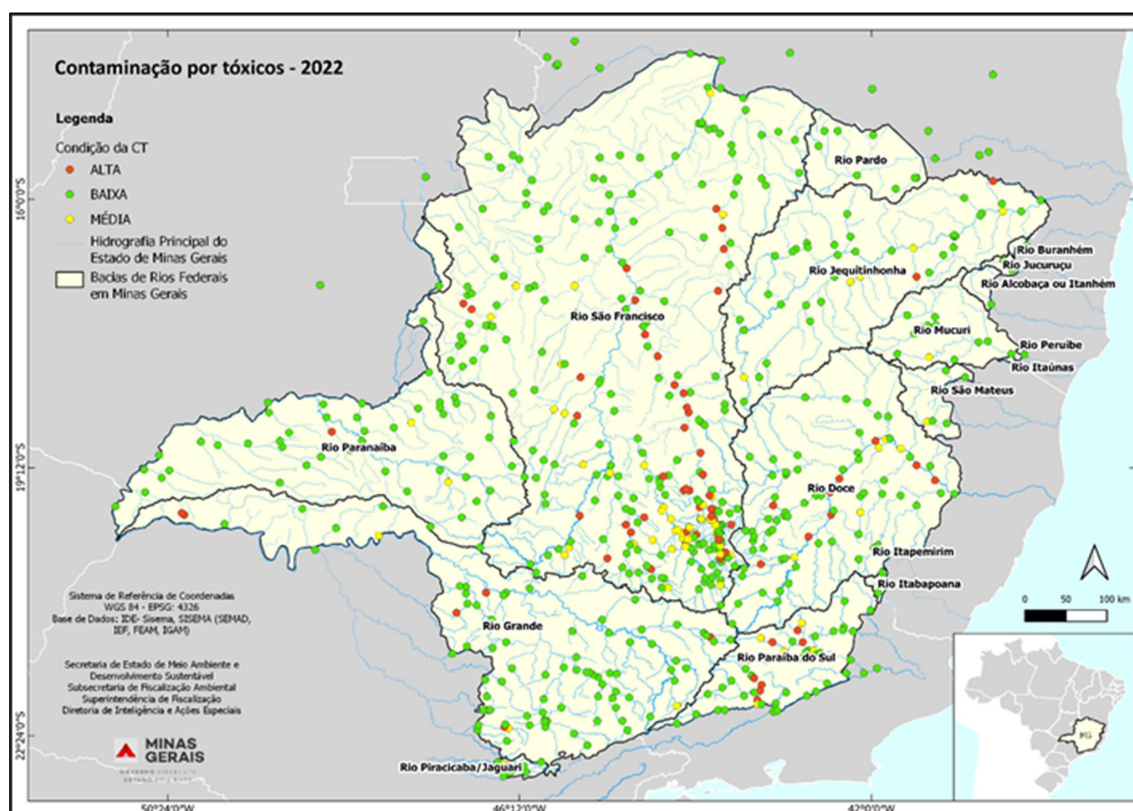 Contaminação por tóxicos - 2022
Legenda
Condição da CT
ALTA
BAIXA
MÉDIA
Hidrografia Principal do
Estado de Minas Gerais
Bacias de Rios Federais
em Minas Gerais
16°0'0"S
19°12'0"S
22°24'0"S
Rio Pardo
Rio Jequitinhonha
Rio Buranhém
Rio Jucuruçu
Rio Alcobaça ou Itanhém
Rio São Francisco
Rio Mucuri
Rio Peruíbe
Rio Itaúnas
Rio São Mateus
Rio Paranaíba
Rio Doce
Rio Itapemirim
Rio Itabapoana
Rio Grande
Rio Paraíba do Sul
Rio Piracicaba/Jaguari
Sistema de Referência de Coordenadas
WGS 84 - EPSG: 4326
Base de Dados: IDE- Sisema, SISEMA (SEMAD,
IEF, FEAM, IGAM)
Secretaria de Estado de Meio Ambiente e
Desenvolvimento Sustentável
Subsecretaria de Fiscalização Ambiental
Superintendência de Fiscalização
Diretoria de Inteligência e Ações Especiais
MINAS
GERAIS
0 50 100 km
MG
50°24'0"W 46°12'0"W 42°0'0"W